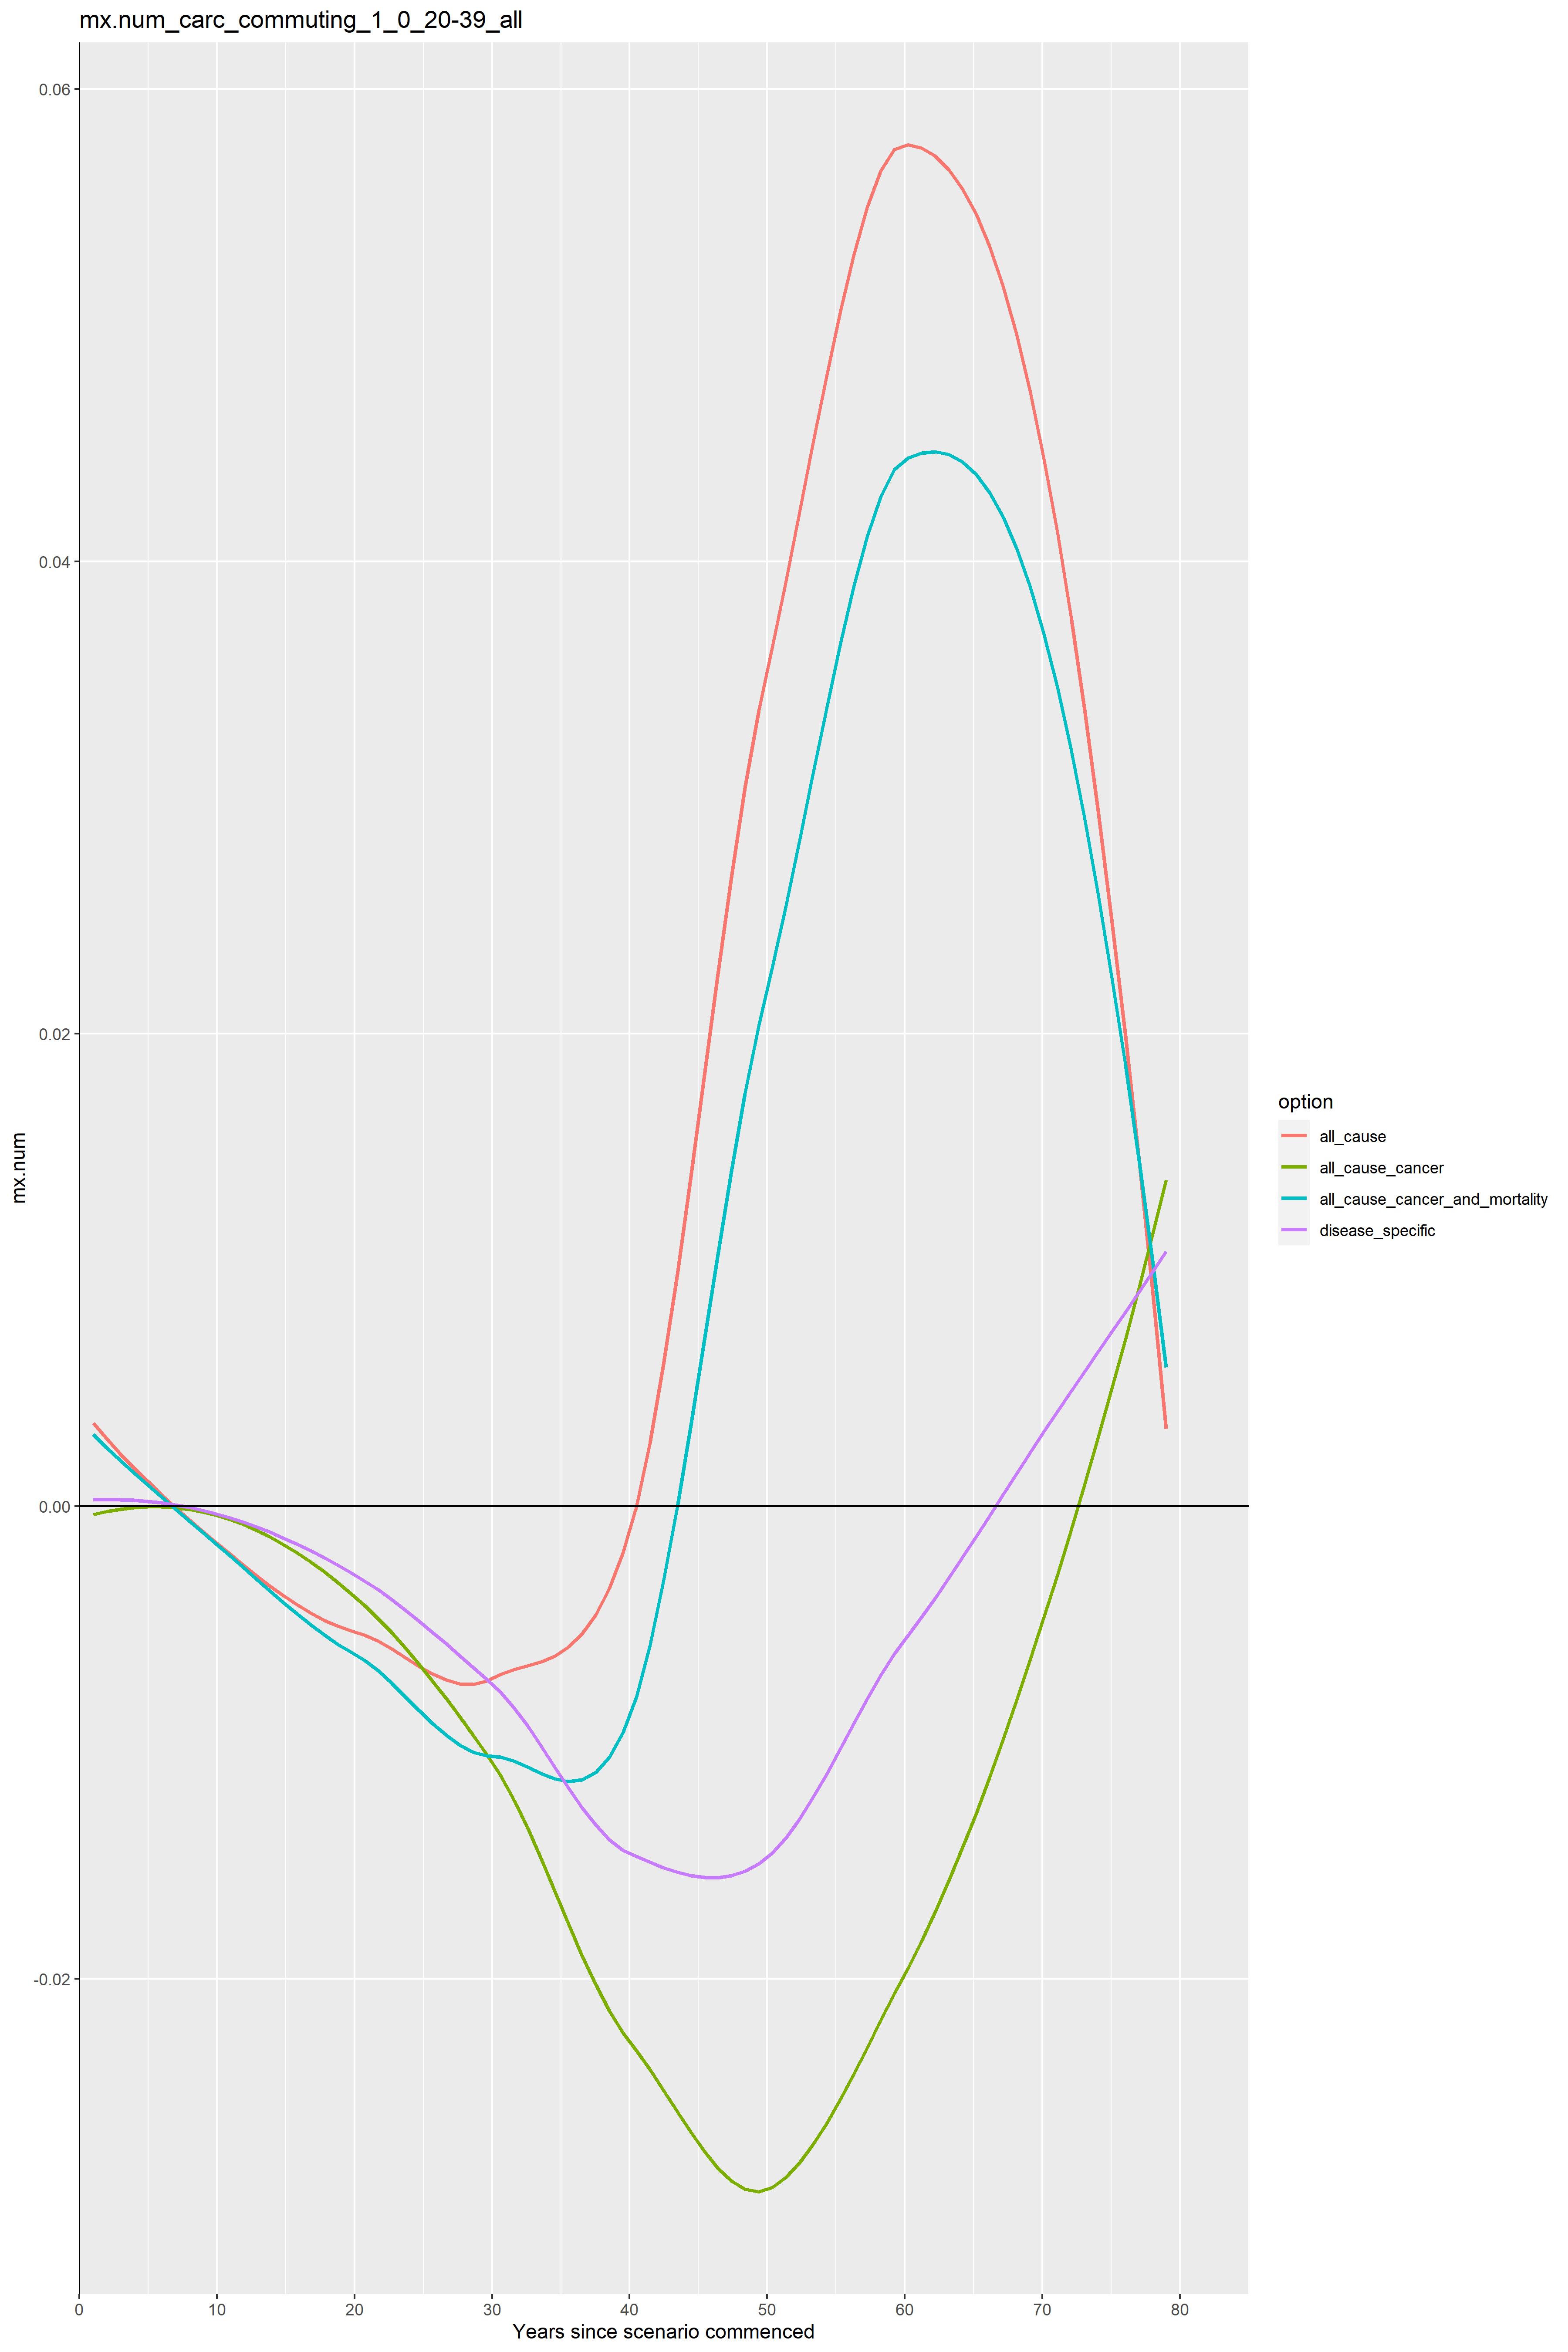 mx.num_carc_commuting_1_0_20-39_all
0.06
0.04
0.02
0.00
-0.02
mx.num
0 10 20 30 40 50 60 70 80
Years since scenario commenced
option
all_cause
all_cause_cancer
all_cause_cancer_and_mortality
disease_specific